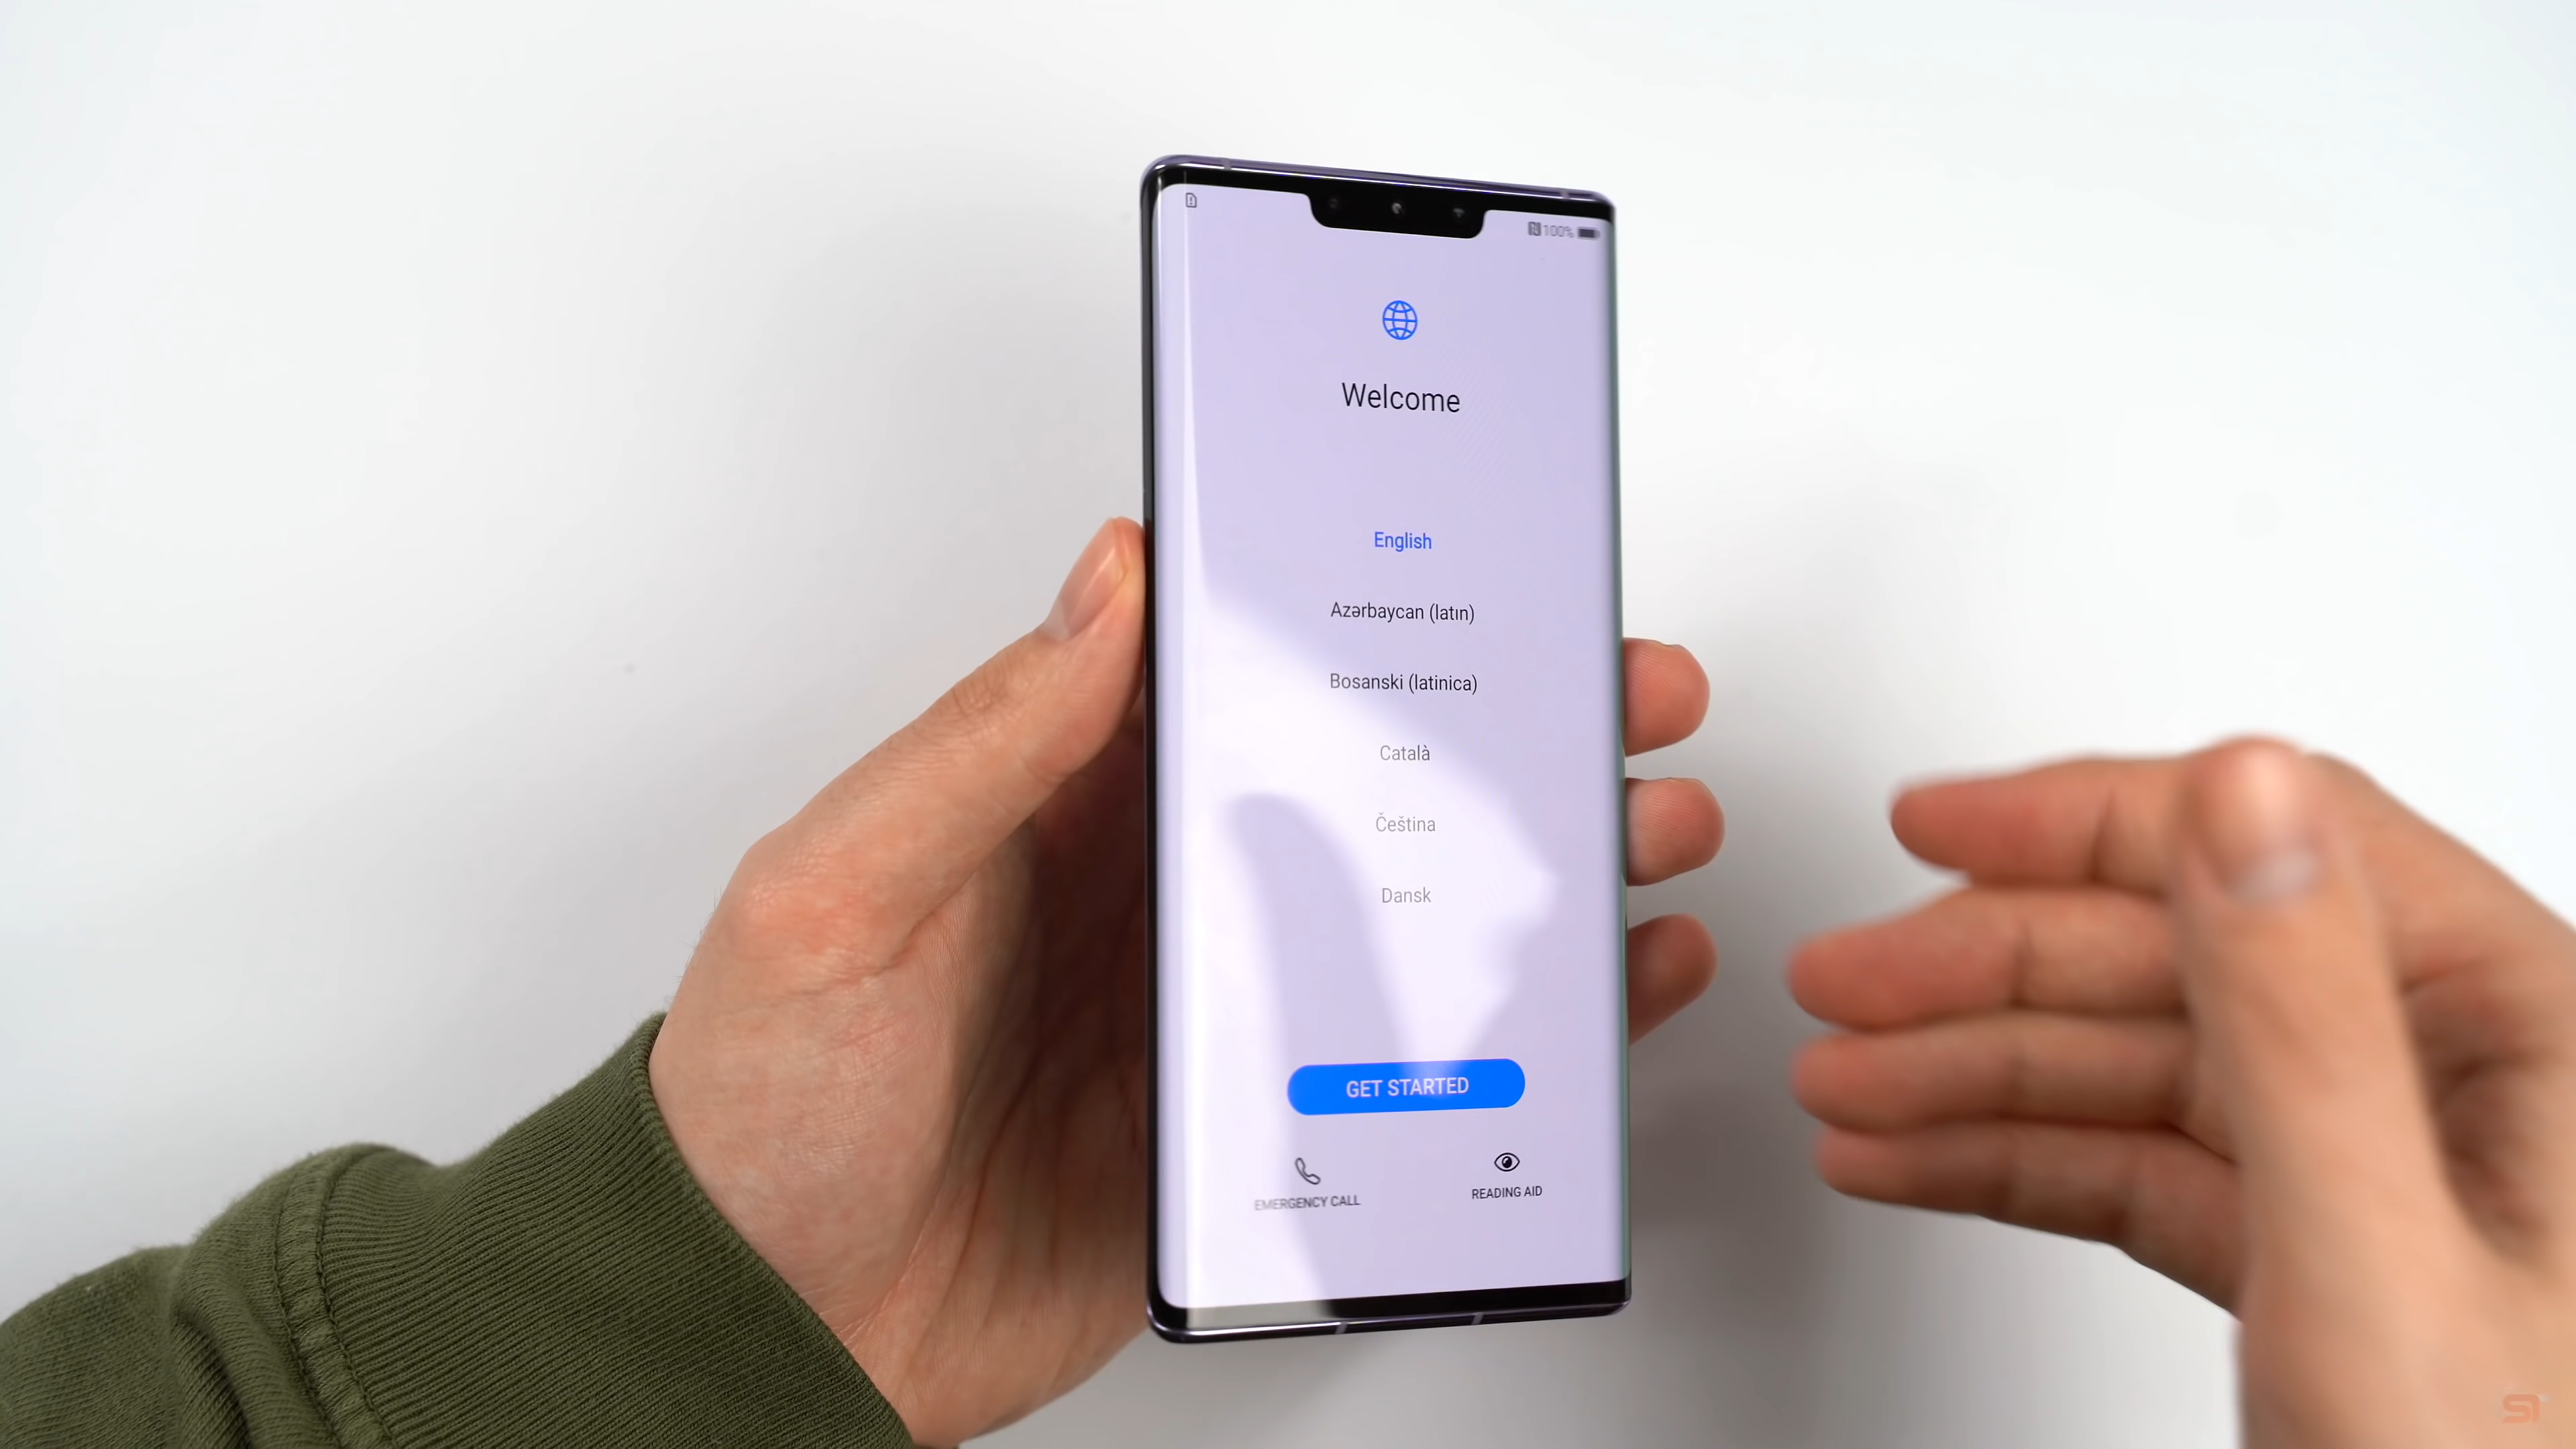 100%
Welcome
English
Azərbaycan (latın)
Bosanski (latinica)
Català
Čeština
Dansk
GET STARTED
EMERGENCY CALL
READING AID